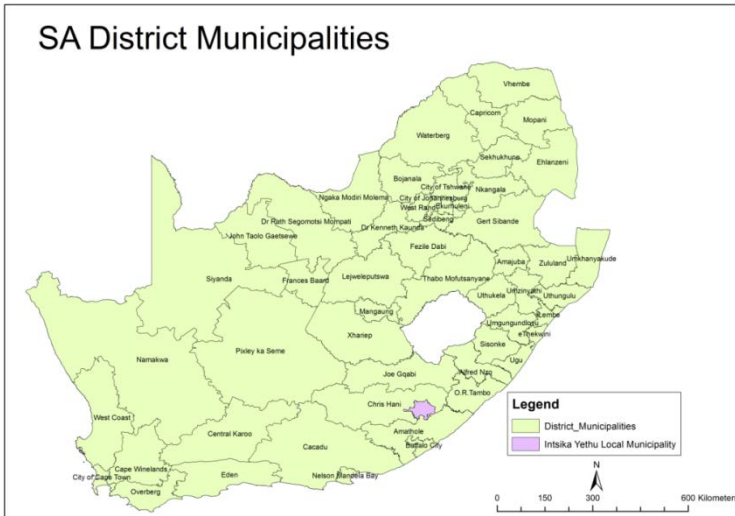 SA District Municipalities
Vhembe
Capricorn
Mopani
Waterberg
Sekhukhune
Ehlanzeni
Bojanala
City of Tshwane
Nkangala
Ngaka Modiri Molema
City of Johannesburg
West Rand
Ekurhuleni
Sedibeng
Gert Sibande
Dr Ruth Segomotsi Mompati
Dr Kenneth Kaunda
John Taolo Gaetsewe
Fezile Dabi
Amajuba
Umkhanyakude
Zululand
Siyanda
Frances Baard
Lejweleputswa
Thabo Mofutsanyane
Uthukela
Umzinyathi
Uthungulu
Mangaung
iLembe
Umgungundlovu
eThekwini
Xhariep
Sisonke
Pixley ka Seme
Namakwa
Ugu
Joe Gqabi
Alfred Nzo
O.R.Tambo
Chris Hani
West Coast
Central Karoo
Amathole
Buffalo City
Cacadu
Cape Winelands
City of Cape Town
Eden
Nelson Mandela Bay
Overberg
Legend
District_Municipalities
Intsika Yethu Local Municipality
N
0 150 300 600 Kilometers